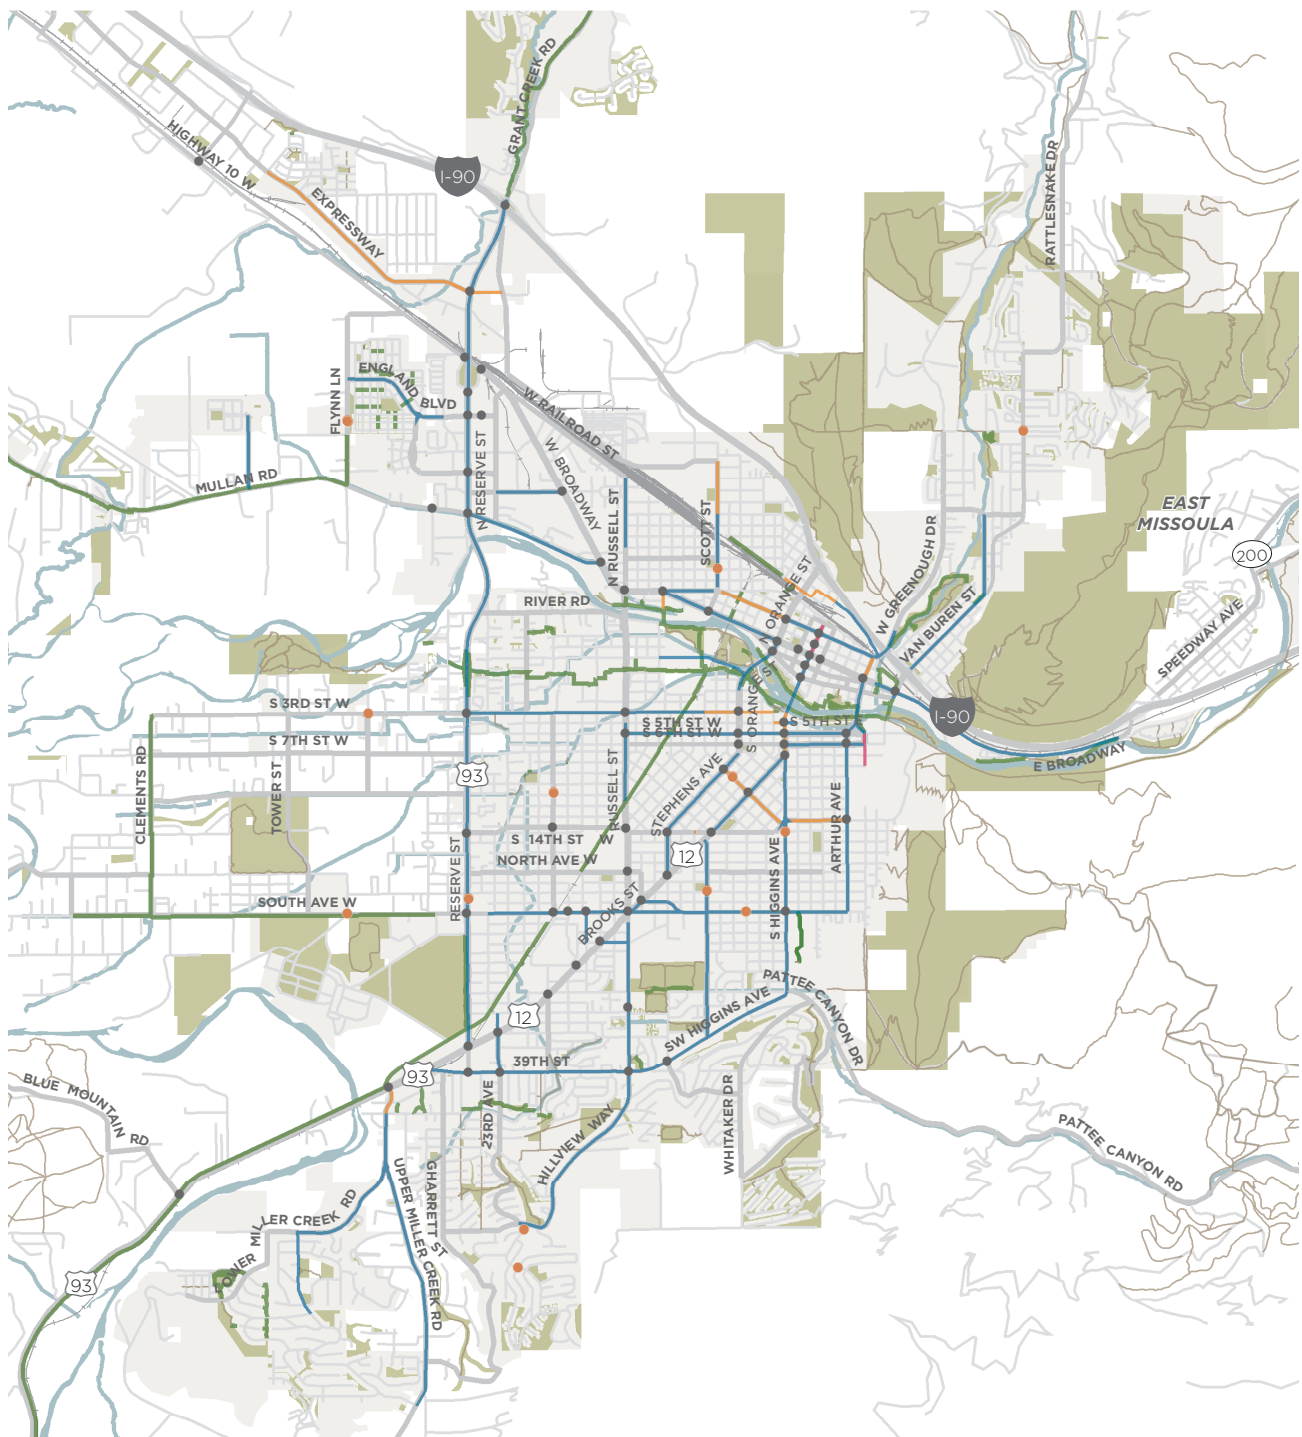 GRANT CREEK RD
HIGHWAY 10 W
I-90
EXPRESSWAY
RATTLESNAKE DR
FLYNN LN
ENGLAND BLVD
W RAILROAD ST
W BROADWAY
N RESERVE ST
MULLAN RD
N RUSSELL ST
SCOTT ST
EAST
MISSOULA
200
W GREENOUGH DR
N ORANGE ST
RIVER RD
VAN BUREN ST
SPEEDWAY AVE
S 3RD ST W
S ORANGE ST
I-90
S 5TH ST W
S 5TH ST E
S 6TH ST W
S 7TH ST W
E BROADWAY
CLEMENTS RD
TOWER ST
93
RUSSELL ST
STEPHENS AVE
ARTHUR AVE
S 14TH ST W
12
NORTH AVE W
RESERVE ST
S HIGGINS AVE
SOUTH AVE W
BROOKS ST
PATTEE CANYON DR
12
SW HIGGINS AVE
39TH ST
93
BLUE MOUNTAIN RD
23RD AVE
WHITAKER DR
HILLVIEW WAY
PATTEE CANYON RD
UPPER MILLER CREEK RD
GHARRETT ST
LOWER MILLER CREEK RD
93